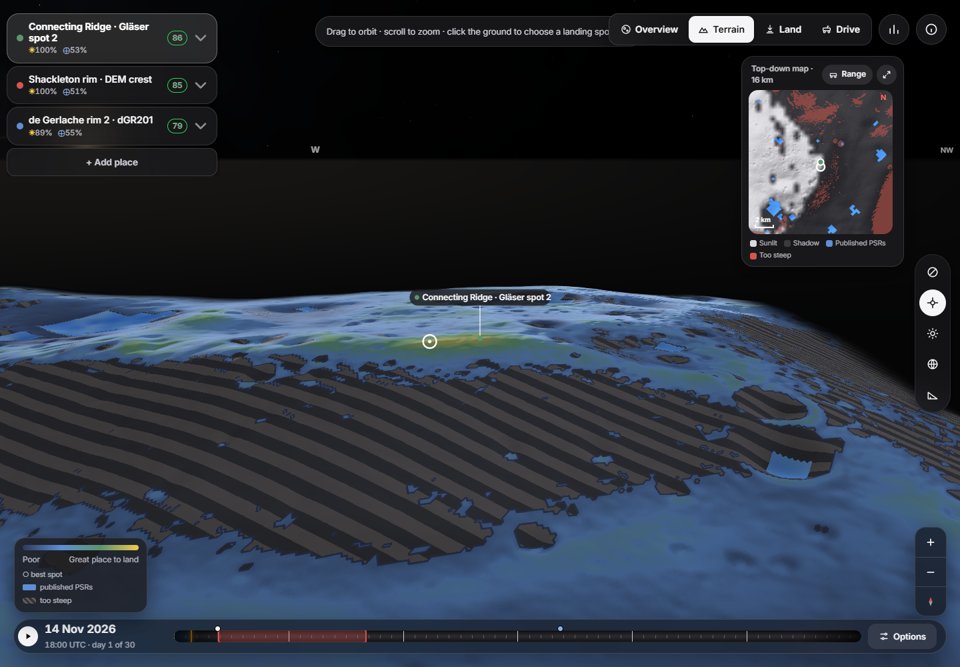 Connecting Ridge · Gläser
spot 2
100% 53%
86
Shackleton rim · DEM crest
100% 51%
85
de Gerlache rim 2 · dGR201
89% 55%
79
+ Add place
Drag to orbit · scroll to zoom · click the ground to choose a landing spo
Overview
Terrain
Land
Drive
Top-down map ·
16 km
Range
N
2 km
Sunlit
Shadow
Published PSRs
Too steep
W
NW
Connecting Ridge · Gläser spot 2
Poor
Great place to land
best spot
published PSRs
too steep
14 Nov 2026
18:00 UTC · day 1 of 30
Options